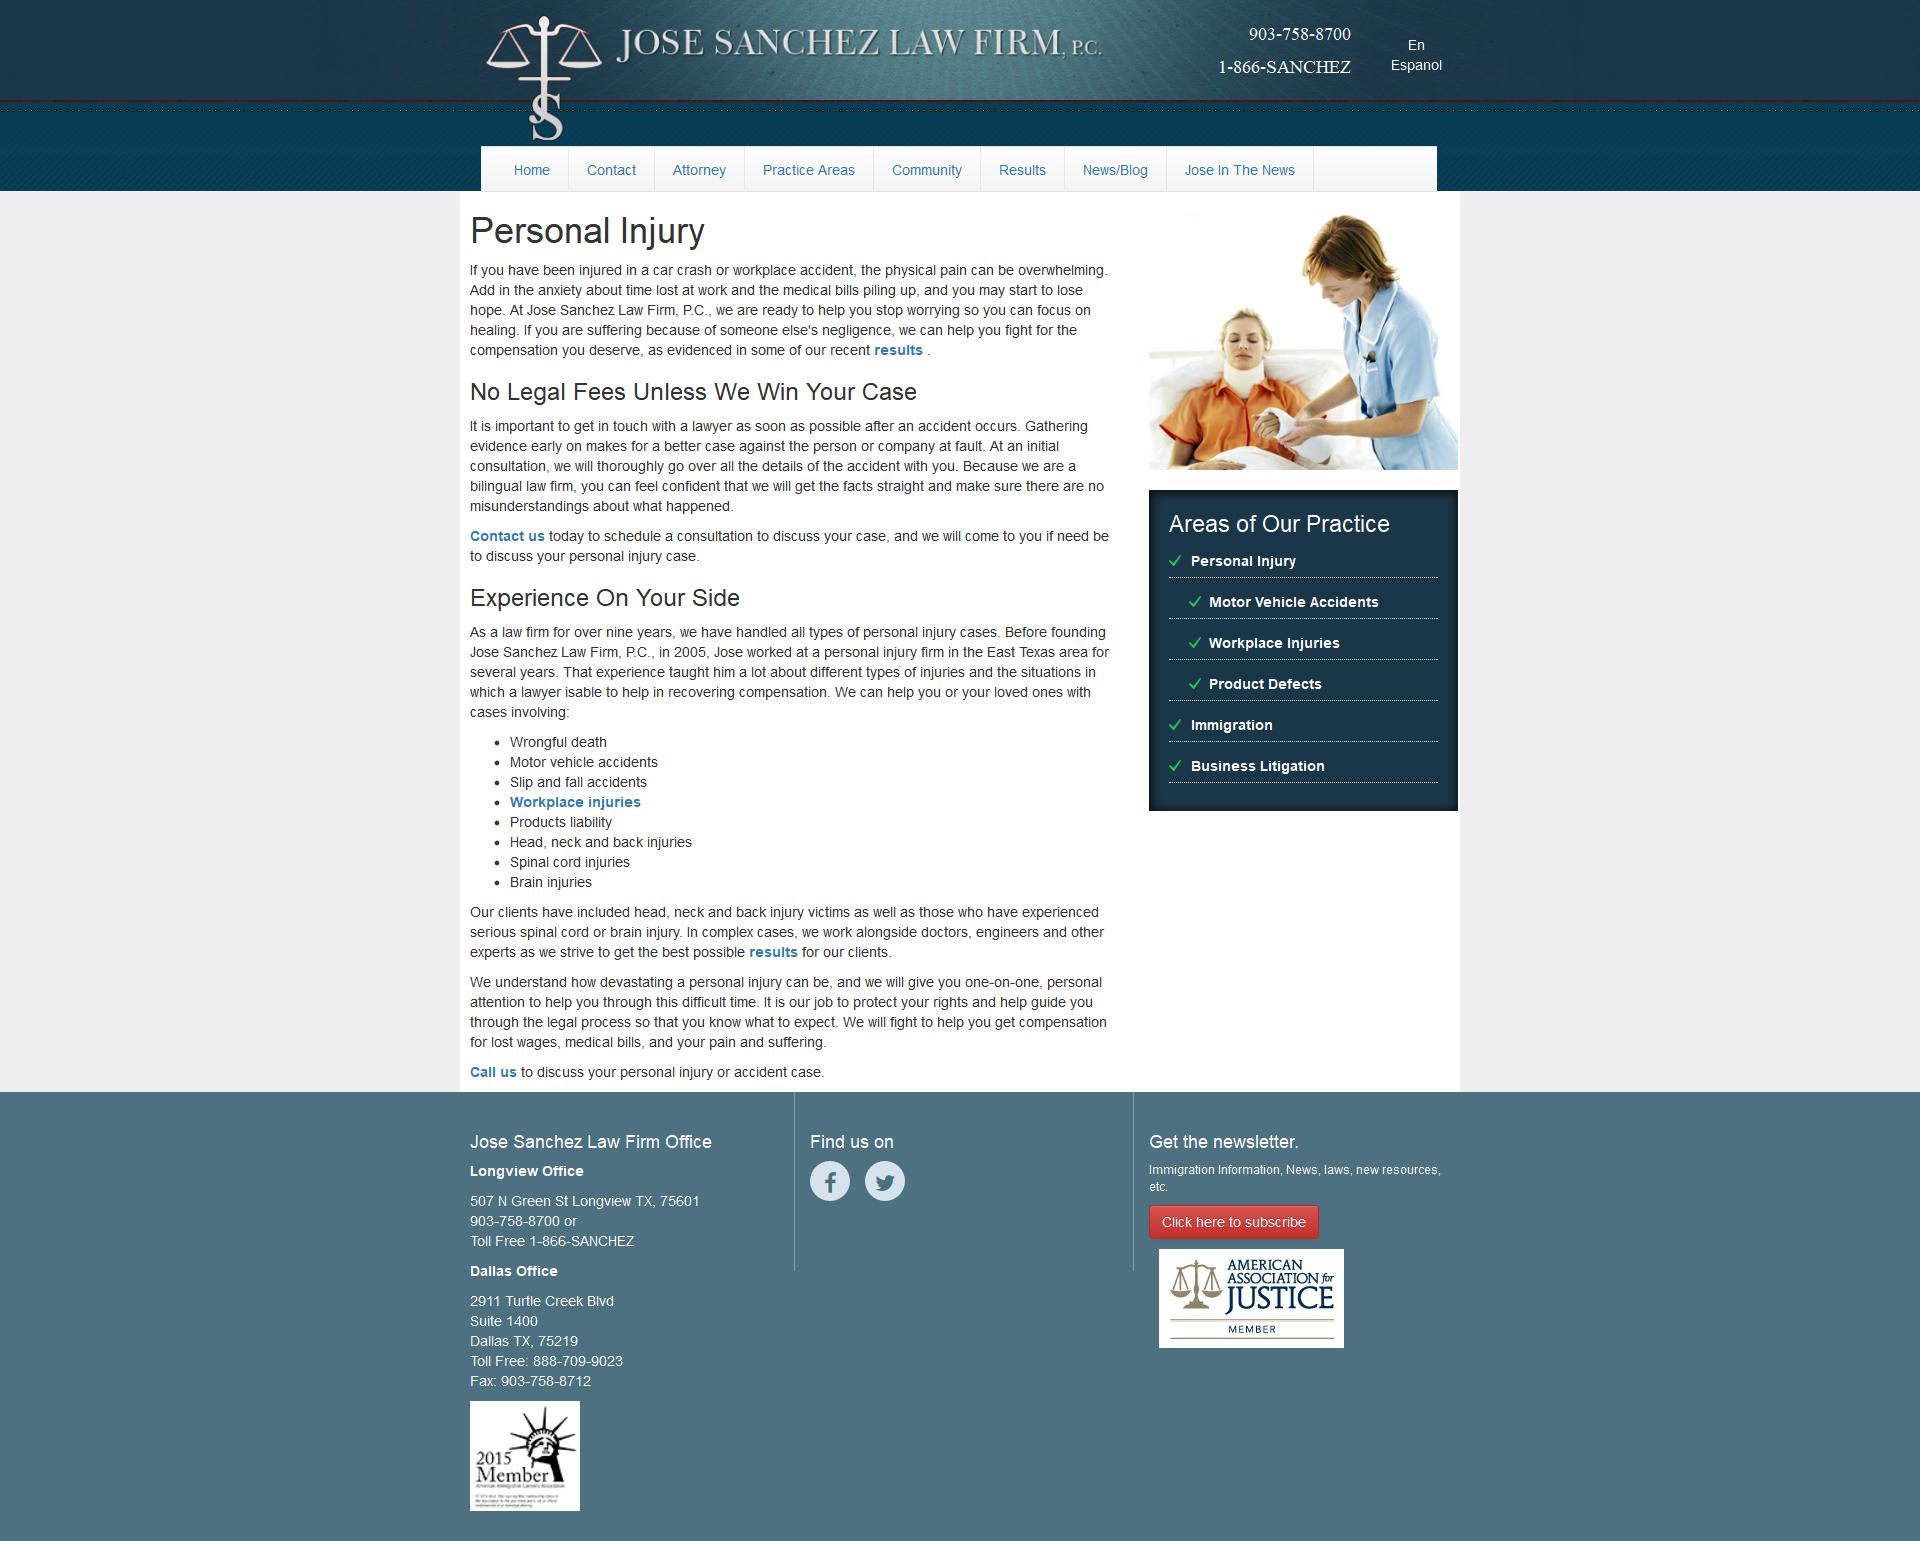 JOSE SANCHEZ LAW FIRM, P.C.
903-758-8700
1-866-SANCHEZ
En
Espanol
JS
Home
Contact
Attorney
Practice Areas
Community
Results
News/Blog
Jose In The News
Personal Injury
If you have been injured in a car crash or workplace accident, the physical pain can be overwhelming.
Add in the anxiety about time lost at work and the medical bills piling up, and you may start to lose
hope. At Jose Sanchez Law Firm, P.C., we are ready to help you stop worrying so you can focus on
healing. If you are suffering because of someone else's negligence, we can help you fight for the
compensation you deserve, as evidenced in some of our recent results .
No Legal Fees Unless We Win Your Case
It is important to get in touch with a lawyer as soon as possible after an accident occurs. Gathering
evidence early on makes for a better case against the person or company at fault. At an initial
consultation, we will thoroughly go over all the details of the accident with you. Because we are a
bilingual law firm, you can feel confident that we will get the facts straight and make sure there are no
misunderstandings about what happened.
Contact us today to schedule a consultation to discuss your case, and we will come to you if need be
to discuss your personal injury case.
Experience On Your Side
As a law firm for over nine years, we have handled all types of personal injury cases. Before founding
Jose Sanchez Law Firm, P.C., in 2005, Jose worked at a personal injury firm in the East Texas area for
several years. That experience taught him a lot about different types of injuries and the situations in
which a lawyer isable to help in recovering compensation. We can help you or your loved ones with
cases involving:
Wrongful death
Motor vehicle accidents
Slip and fall accidents
Workplace injuries
Products liability
Head, neck and back injuries
Spinal cord injuries
Brain injuries
Our clients have included head, neck and back injury victims as well as those who have experienced
serious spinal cord or brain injury. In complex cases, we work alongside doctors, engineers and other
experts as we strive to get the best possible results for our clients.
We understand how devastating a personal injury can be, and we will give you one-on-one, personal
attention to help you through this difficult time. It is our job to protect your rights and help guide you
through the legal process so that you know what to expect. We will fight to help you get compensation
for lost wages, medical bills, and your pain and suffering.
Call us to discuss your personal injury or accident case.
Areas of Our Practice
Personal Injury
Motor Vehicle Accidents
Workplace Injuries
Product Defects
Immigration
Business Litigation
Jose Sanchez Law Firm Office
Longview Office
507 N Green St Longview TX, 75601
903-758-8700 or
Toll Free 1-866-SANCHEZ
Dallas Office
2911 Turtle Creek Blvd
Suite 1400
Dallas TX, 75219
Toll Free: 888-709-9023
Fax: 903-758-8712
2015
Member
American Immigration Lawyers Association
Find us on
Get the newsletter.
Immigration Information, News, laws, new resources,
etc.
Click here to subscribe
AMERICAN
ASSOCIATION for
JUSTICE
MEMBER